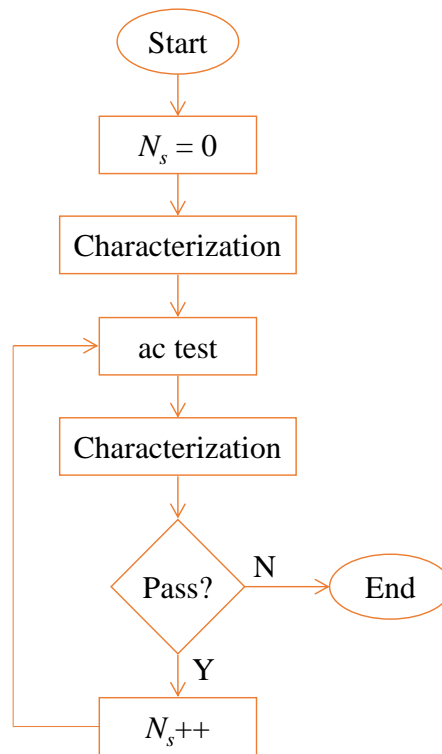 Start
N_s = 0
Characterization
ac test
Characterization
Pass?
N
End
Y
N_s++